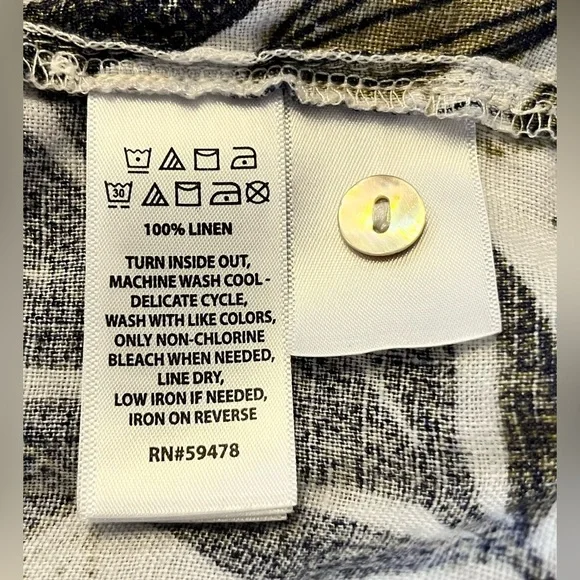 30
100% LINEN
TURN INSIDE OUT,
MACHINE WASH COOL -
DELICATE CYCLE,
WASH WITH LIKE COLORS,
ONLY NON-CHLORINE
BLEACH WHEN NEEDED,
LINE DRY,
LOW IRON IF NEEDED,
IRON ON REVERSE
RN#59478